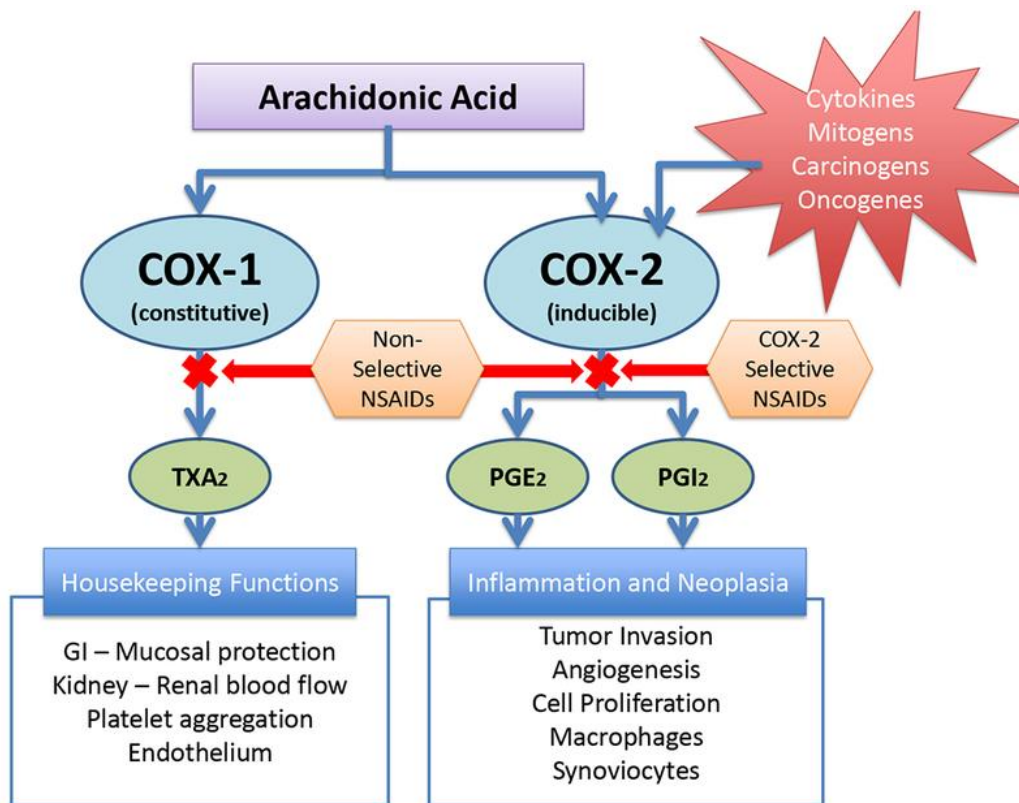 Arachidonic Acid
Cytokines
Mitogens
Carcinogens
Oncogenes
COX-1
(constitutive)
COX-2
(inducible)
Non-
Selective
NSAIDs
COX-2
Selective
NSAIDs
TXA2
PGE2
PGI2
Housekeeping Functions
GI – Mucosal protection
Kidney – Renal blood flow
Platelet aggregation
Endothelium
Inflammation and Neoplasia
Tumor Invasion
Angiogenesis
Cell Proliferation
Macrophages
Synoviocytes